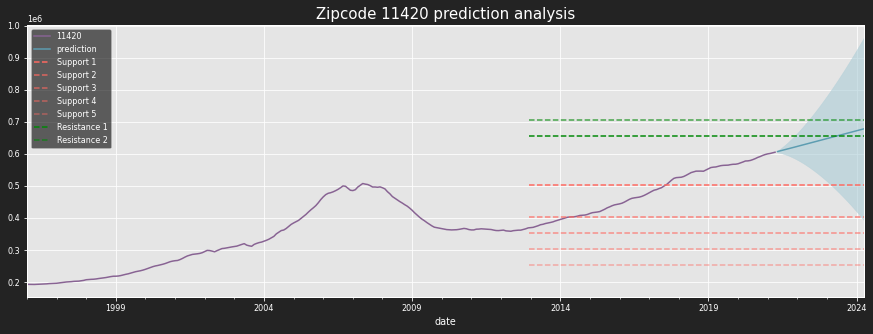 Zipcode 11420 prediction analysis
1e6
1.0
0.9
0.8
0.7
0.6
0.5
0.4
0.3
0.2
11420
prediction
Support 1
Support 2
Support 3
Support 4
Support 5
Resistance 1
Resistance 2
1999 2004 2009 2014 2019 2024
date